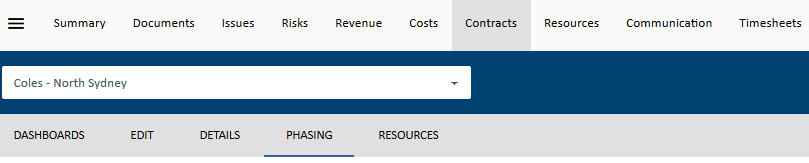 Summary Documents Issues Risks Revenue Costs Contracts Resources Communication Timesheets
Coles - North Sydney
DASHBOARDS EDIT DETAILS PHASING RESOURCES